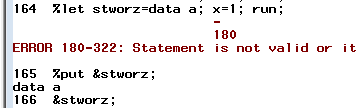 164  %let stworz=data a; x=1; run;
-
180
ERROR 180-322: Statement is not valid or it
165  %put &stworz;
data a
166  &stworz;